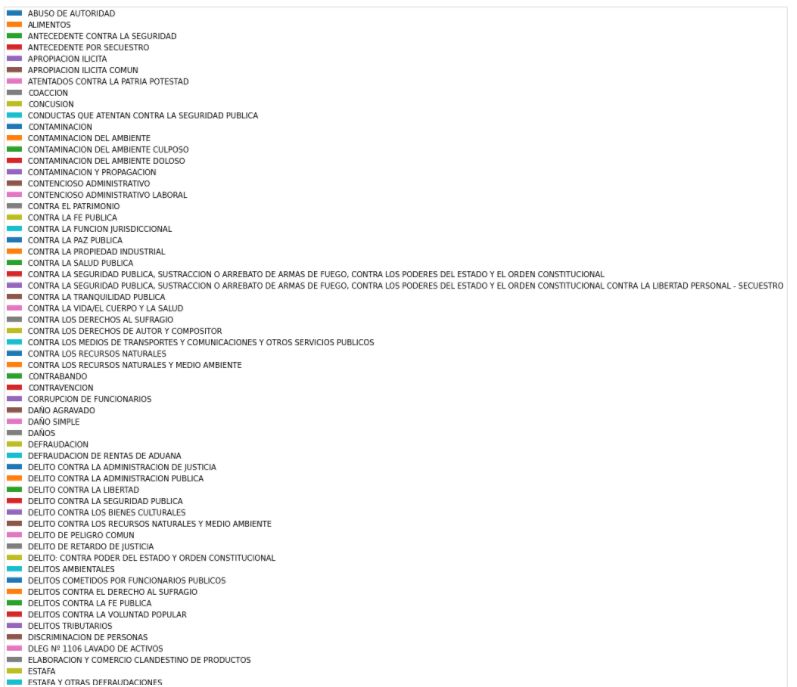 ABUSO DE AUTORIDAD
ALIMENTOS
ANTECEDENTE CONTRA LA SEGURIDAD
ANTECEDENTE POR SECUESTRO
APROPIACION ILICITA
APROPIACION ILICITA COMUN
ATENTADOS CONTRA LA PATRIA POTESTAD
COACCION
CONCUSION
CONDUCTAS QUE ATENTAN CONTRA LA SEGURIDAD PUBLICA
CONTAMINACION
CONTAMINACION DEL AMBIENTE
CONTAMINACION DEL AMBIENTE CULPOSO
CONTAMINACION DEL AMBIENTE DOLOSO
CONTAMINACION Y PROPAGACION
CONTENCIOSO ADMINISTRATIVO
CONTENCIOSO ADMINISTRATIVO LABORAL
CONTRA EL PATRIMONIO
CONTRA LA FE PUBLICA
CONTRA LA FUNCION JURISDICCIONAL
CONTRA LA PAZ PUBLICA
CONTRA LA PROPIEDAD INDUSTRIAL
CONTRA LA SALUD PUBLICA
CONTRA LA SEGURIDAD PUBLICA, SUSTRACCION O ARREBATO DE ARMAS DE FUEGO, CONTRA LOS PODERES DEL ESTADO Y EL ORDEN CONSTITUCIONAL
CONTRA LA SEGURIDAD PUBLICA, SUSTRACCION O ARREBATO DE ARMAS DE FUEGO, CONTRA LOS PODERES DEL ESTADO Y EL ORDEN CONSTITUCIONAL CONTRA LA LIBERTAD PERSONAL - SECUESTRO
CONTRA LA TRANQUILIDAD PUBLICA
CONTRA LA VIDA/EL CUERPO Y LA SALUD
CONTRA LOS DERECHOS AL SUFRAGIO
CONTRA LOS DERECHOS DE AUTOR Y COMPOSITOR
CONTRA LOS MEDIOS DE TRANSPORTES Y COMUNICACIONES Y OTROS SERVICIOS PUBLICOS
CONTRA LOS RECURSOS NATURALES
CONTRA LOS RECURSOS NATURALES Y MEDIO AMBIENTE
CONTRABANDO
CONTRAVENCION
CORRUPCION DE FUNCIONARIOS
DAÑO AGRAVADO
DAÑO SIMPLE
DAÑOS
DEFRAUDACION
DEFRAUDACION DE RENTAS DE ADUANA
DELITO CONTRA LA ADMINISTRACION DE JUSTICIA
DELITO CONTRA LA ADMINISTRACION PUBLICA
DELITO CONTRA LA LIBERTAD
DELITO CONTRA LA SEGURIDAD PUBLICA
DELITO CONTRA LOS BIENES CULTURALES
DELITO CONTRA LOS RECURSOS NATURALES Y MEDIO AMBIENTE
DELITO DE PELIGRO COMUN
DELITO DE RETARDO DE JUSTICIA
DELITO: CONTRA PODER DEL ESTADO Y ORDEN CONSTITUCIONAL
DELITOS AMBIENTALES
DELITOS COMETIDOS POR FUNCIONARIOS PUBLICOS
DELITOS CONTRA EL DERECHO AL SUFRAGIO
DELITOS CONTRA LA FE PUBLICA
DELITOS CONTRA LA VOLUNTAD POPULAR
DELITOS TRIBUTARIOS
DISCRIMINACION DE PERSONAS
DLEG Nº 1106 LAVADO DE ACTIVOS
ELABORACION Y COMERCIO CLANDESTINO DE PRODUCTOS
ESTAFA
ESTAFA Y OTRAS DEFRAUDACIONES